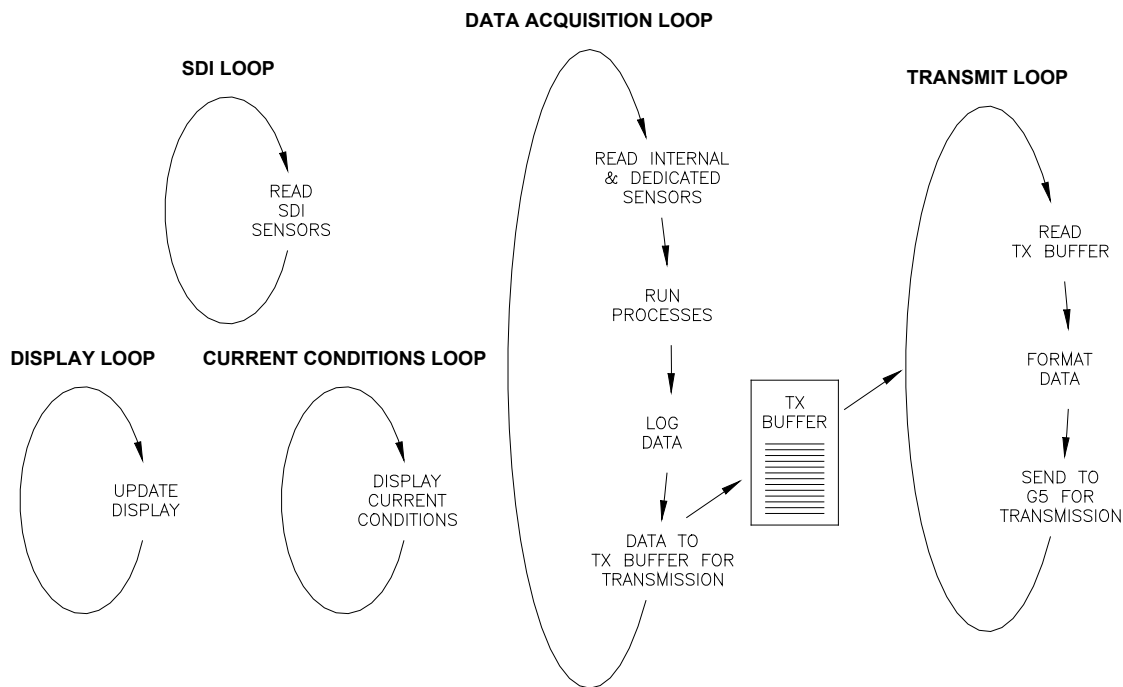 DATA ACQUISITION LOOP
SDI LOOP
TRANSMIT LOOP
READ INTERNAL
& DEDICATED
SENSORS
READ
SDI
SENSORS
READ
TX BUFFER
RUN
PROCESSES
DISPLAY LOOP
CURRENT CONDITIONS LOOP
FORMAT
DATA
TX
BUFFER
LOG
DATA
UPDATE
DISPLAY
DISPLAY
CURRENT
CONDITIONS
SEND TO
G5 FOR
TRANSMISSION
DATA TO
TX BUFFER FOR
TRANSMISSION